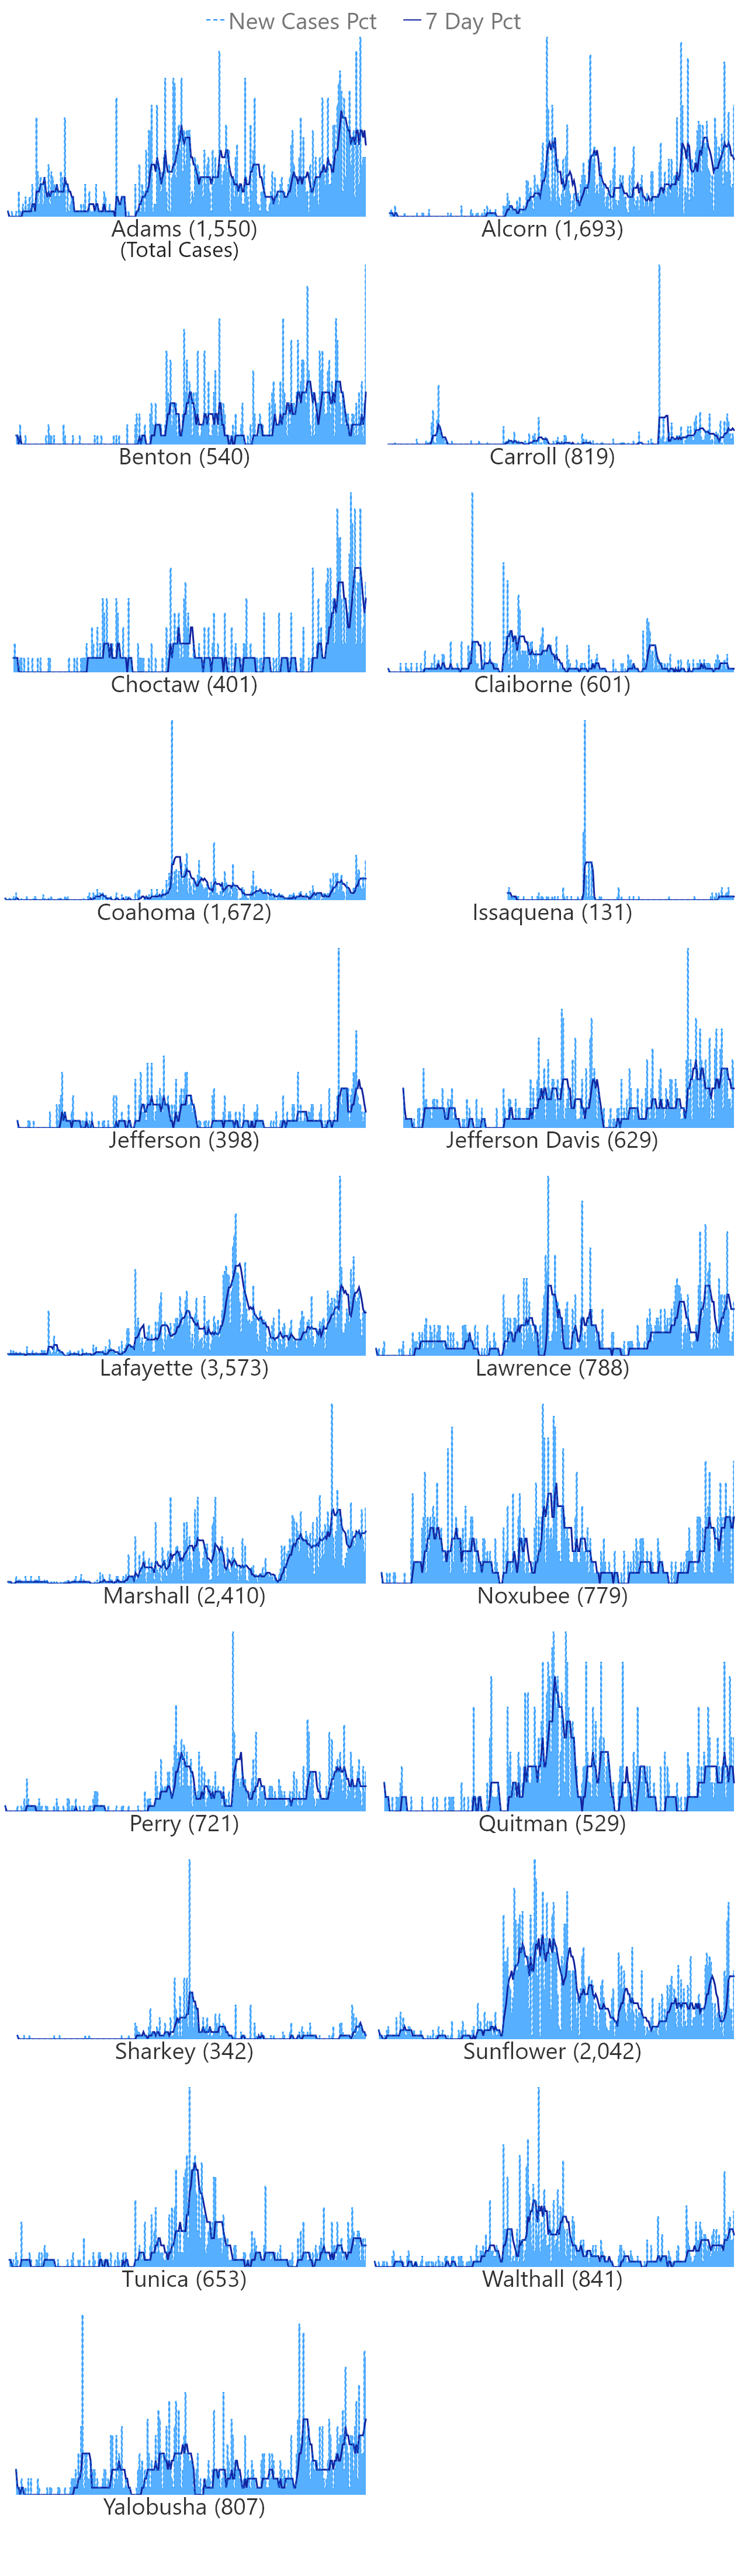 New Cases Pct 7 Day Pct
Adams (1,550) Alcorn (1,693)
(Total Cases)
Benton (540) Carroll (819)
Choctaw (401) Claiborne (601)
Coahoma (1,672) Issaquena (131)
Jefferson (398) Jefferson Davis (629)
Lafayette (3,573) Lawrence (788)
Marshall (2,410) Noxubee (779)
Perry (721) Quitman (529)
Sharkey (342) Sunflower (2,042)
Tunica (653) Walthall (841)
Yalobusha (807)